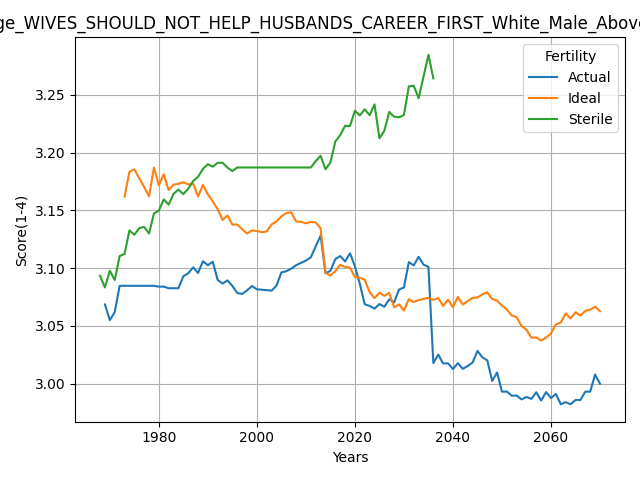 ge_WIVES_SHOULD_NOT_HELP_HUSBANDS_CAREER_FIRST_White_Male_Above
Fertility
Actual
Ideal
Sterile
3.25
3.20
3.15
3.10
3.05
3.00
Score(1-4)
1980 2000 2020 2040 2060
Years